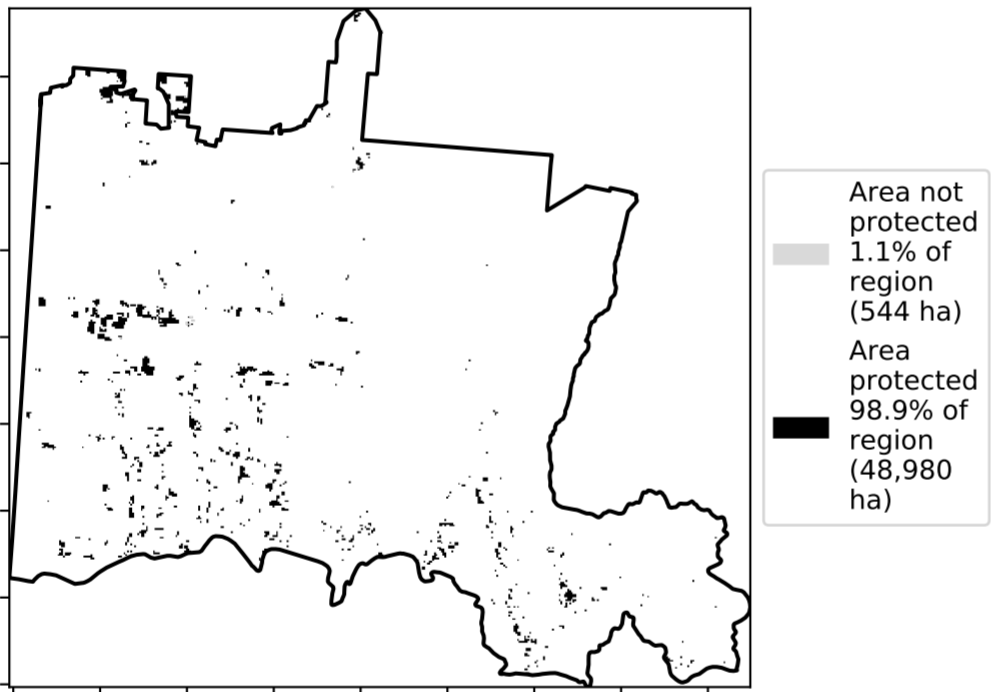 Area not
protected
1.1% of
region
(544 ha)
Area
protected
98.9% of
region
(48,980
ha)